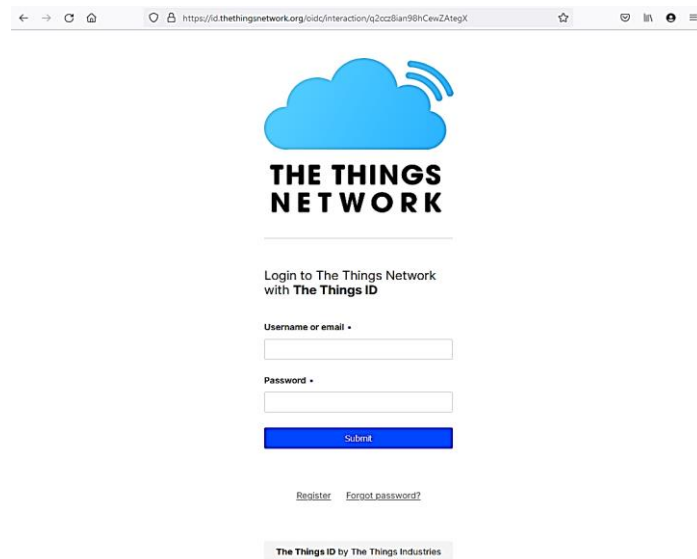 https://id.thethingsnetwork.org/oidc/interaction/q2ccz8ian98hCewZAtegX
THE THINGS
NETWORK
Login to The Things Network
with The Things ID
Username or email •
Password •
Submit
Register Forgot password?
The Things ID by The Things Industries